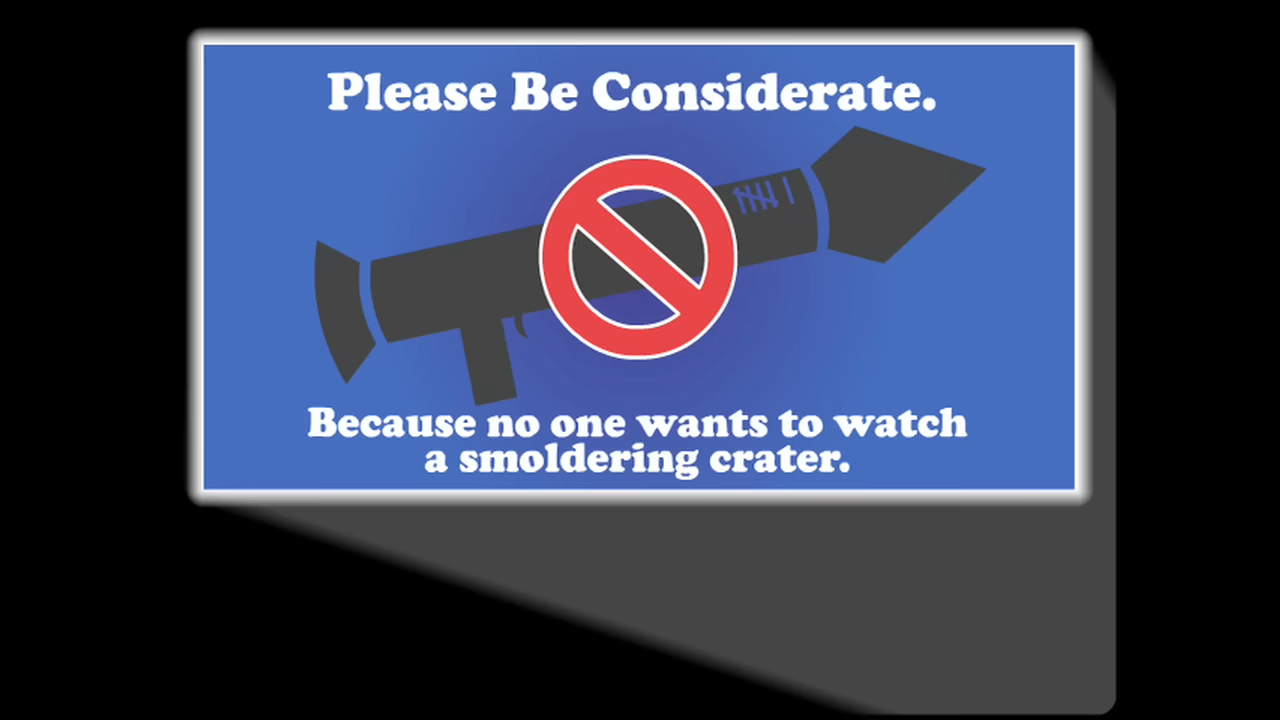 Please Be Considerate.
Because no one wants to watch
a smoldering crater.